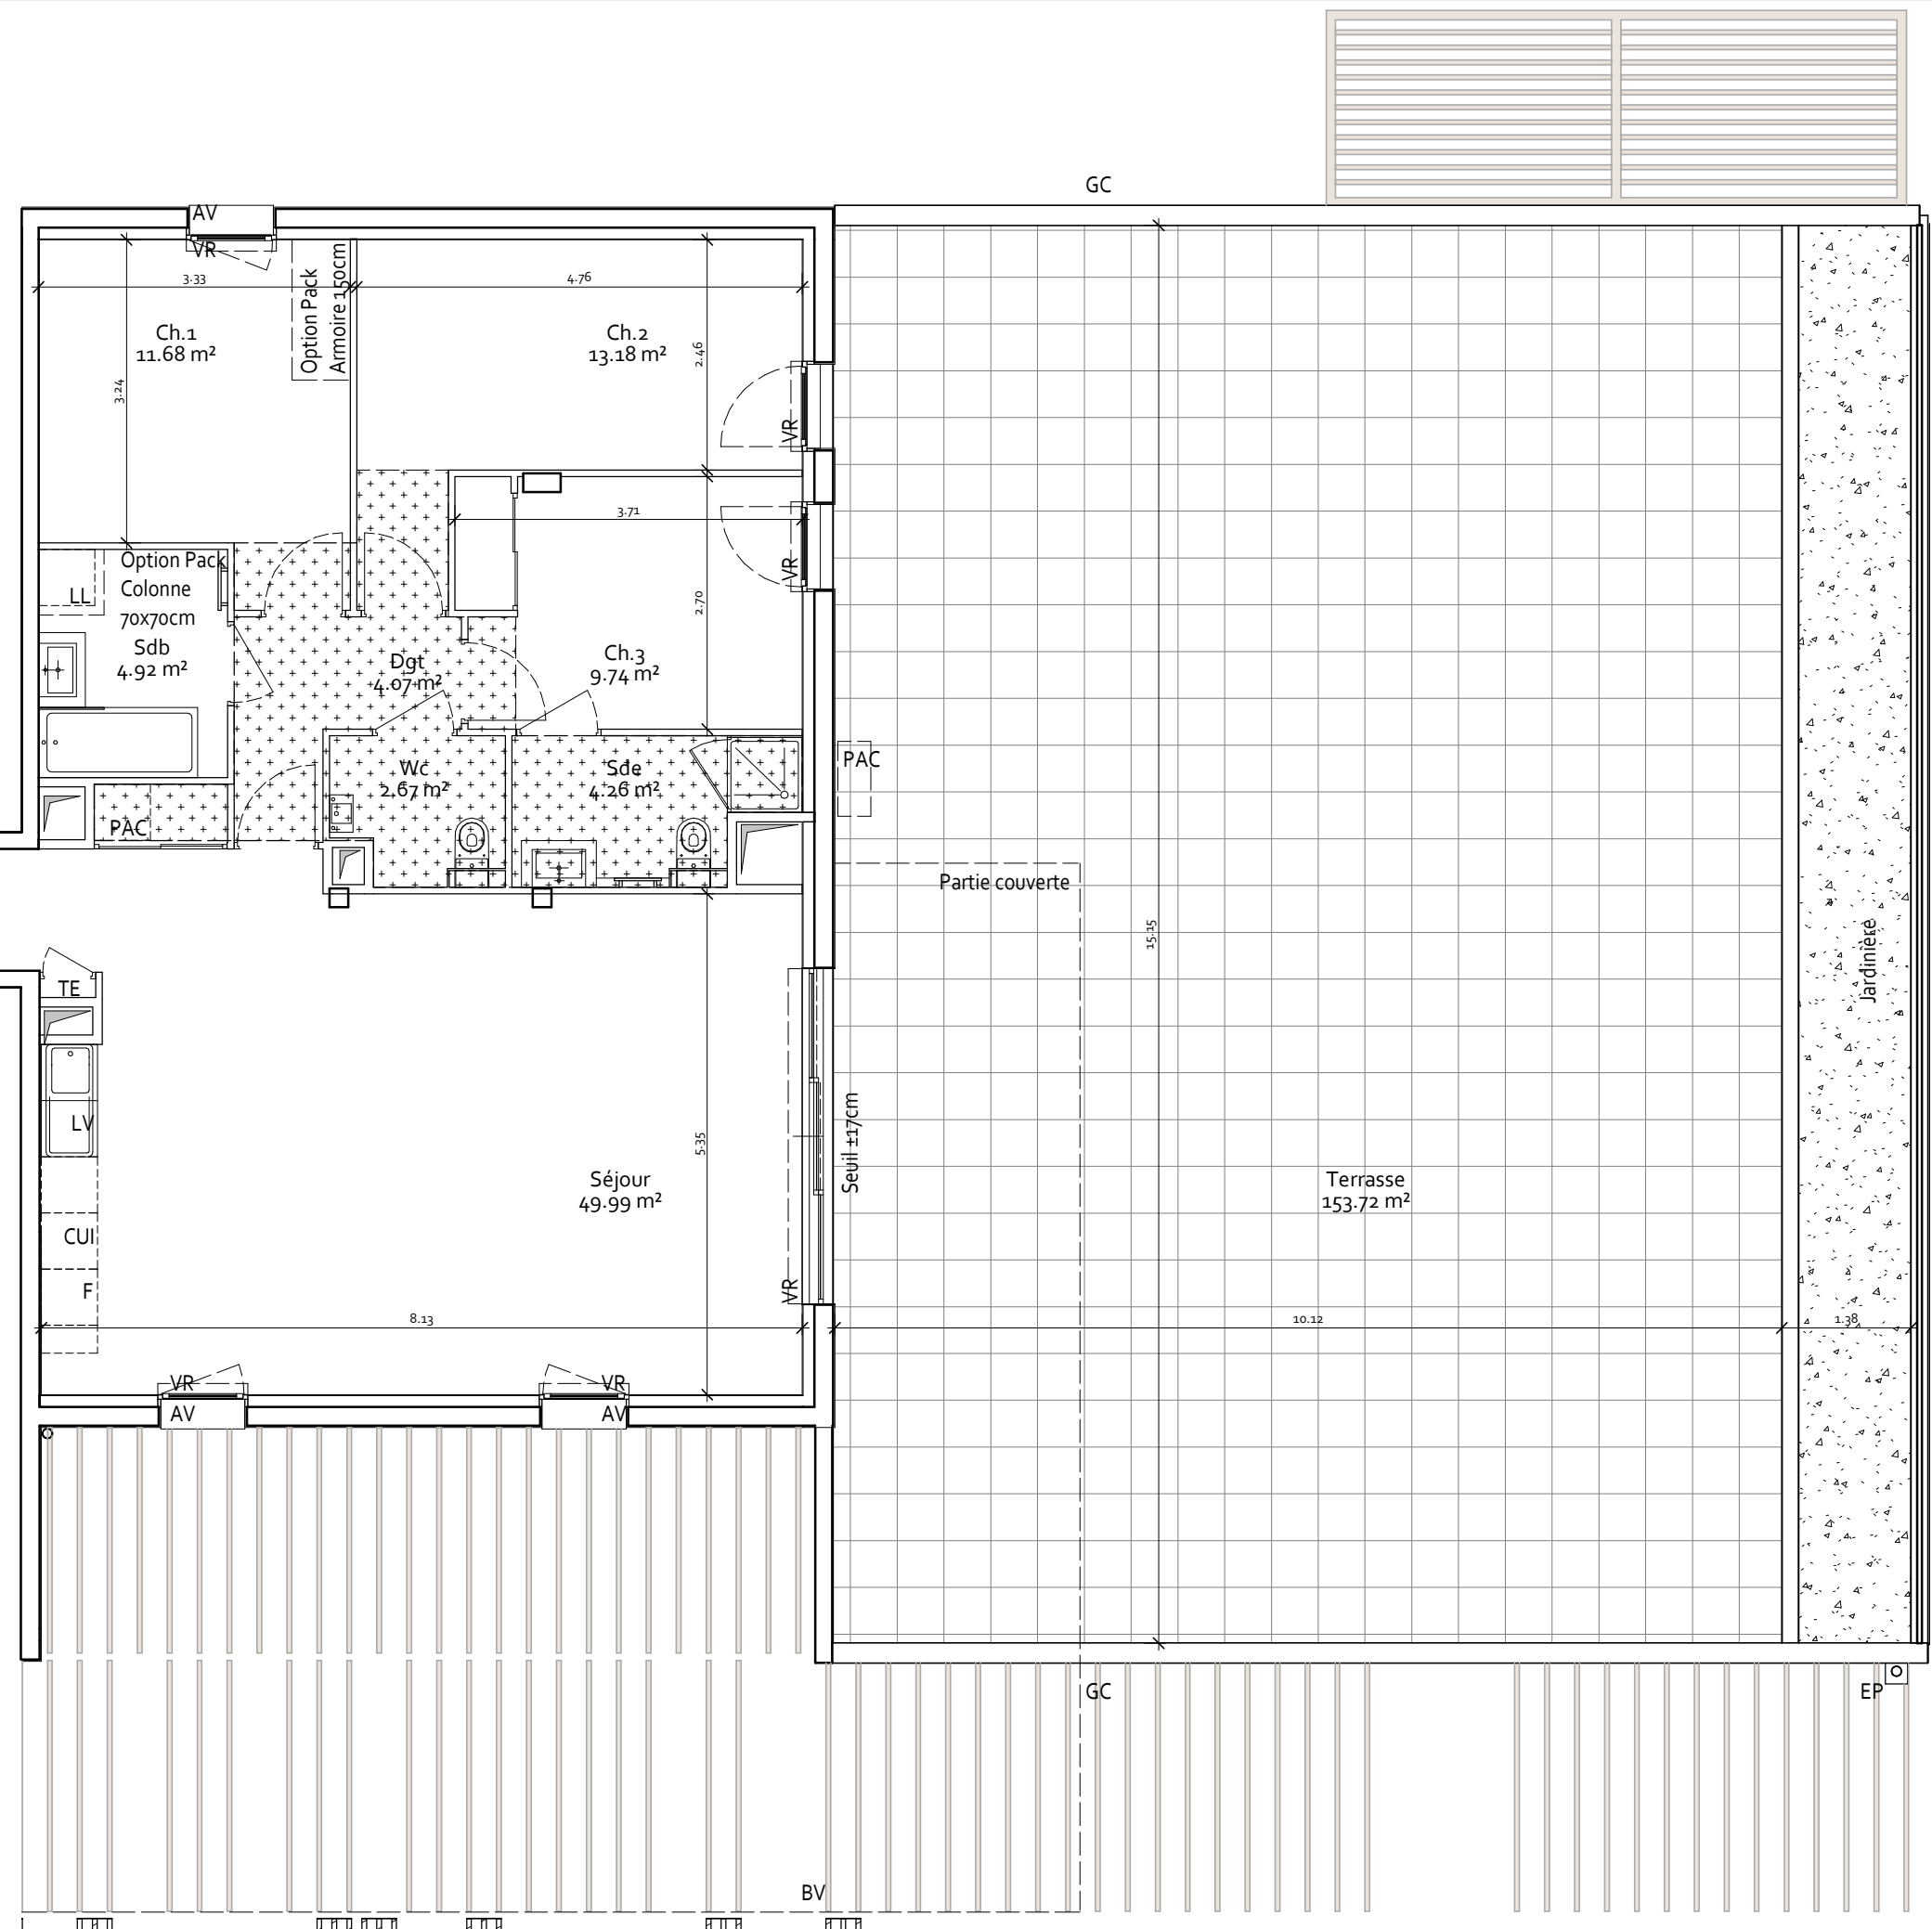 GC
AV
VR
Option Pack
Armoire 150cm
3.33
4.76
Ch.1
11.68 m²
Ch.2
13.18 m²
2.46
3.24
VR
3.71
VR
Option Pack
Colonne
70x70cm
LL
Sdb
4.92 m²
2.70
Dgt
4.07 m²
Ch.3
9.74 m²
PAC
Wc
2.67 m²
Sde
4.26 m²
PAC
Partie couverte
15.15
Jardinière
TE
LV
5.35
Seuil ±17cm
Séjour
49.99 m²
Terrasse
153.72 m²
CUI
F
VR
8.13
10.12
1.38
VR
VR
AV
AV
GC
EP
BV